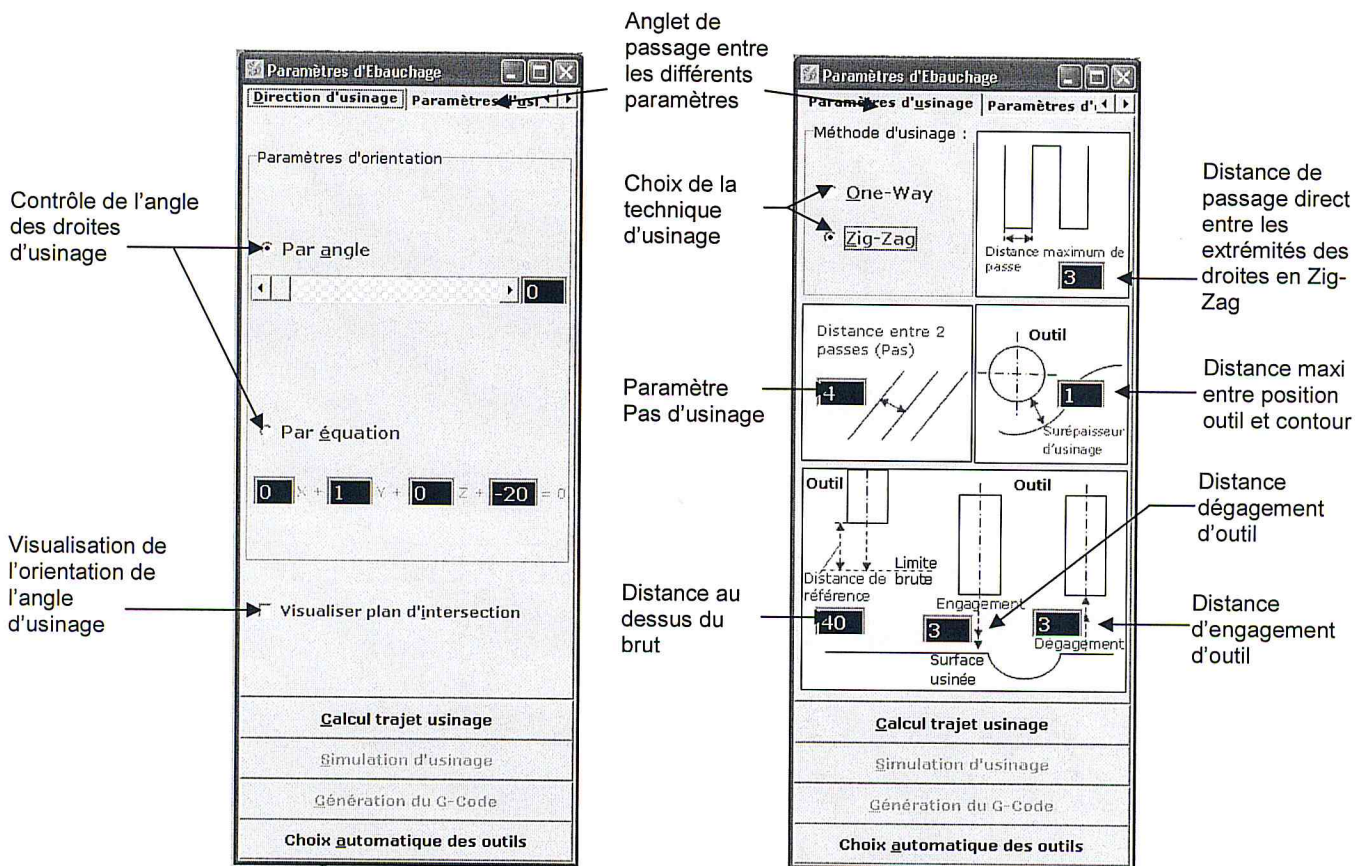 Anglet de
passage entre
les différents
paramètres
Paramètres d'Ebauchage
Direction d'usinage
Paramètres d'usi
Paramètres d'orientation
Contrôle de l'angle
des droites
d'usinage
Par angle
0
Par équation
0 X + 1 Y + 0 Z + -20 = 0
Visualisation de
l'orientation de
l'angle
d'usinage
Visualiser plan d'intersection
Calcul trajet usinage
Simulation d'usinage
Génération du G-Code
Choix automatique des outils
Paramètres d'Ebauchage
Paramètres d'usinage
Paramètres d'
Méthode d'usinage :
Choix de la
technique
d'usinage
One-Way
Zig-Zag
Distance maximum de
passe
3
Distance de
passage direct
entre les
extrémités des
droites en Zig-
Zag
Distance entre 2
passes (Pas)
4
Paramètre
Pas d'usinage
Outil
1
Surépaisseur
d'usinage
Distance maxi
entre position
outil et contour
Outil
Outil
Limite
brute
Distance de
référence
40
Distance au
dessus du
brut
Engagement
3
Surface
usinée
3
Dégagement
Distance
dégagement
d'outil
Distance
d'engagement
d'outil
Calcul trajet usinage
Simulation d'usinage
Génération du G-Code
Choix automatique des outils